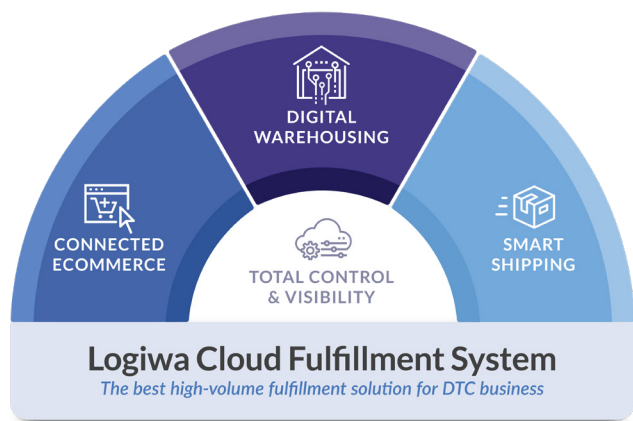 DIGITAL
WAREHOUSING
CONNECTED
ECOMMERCE
SMART
SHIPPING
TOTAL CONTROL
& VISIBILITY
Logiwa Cloud Fulfillment System
The best high-volume fulfillment solution for DTC business